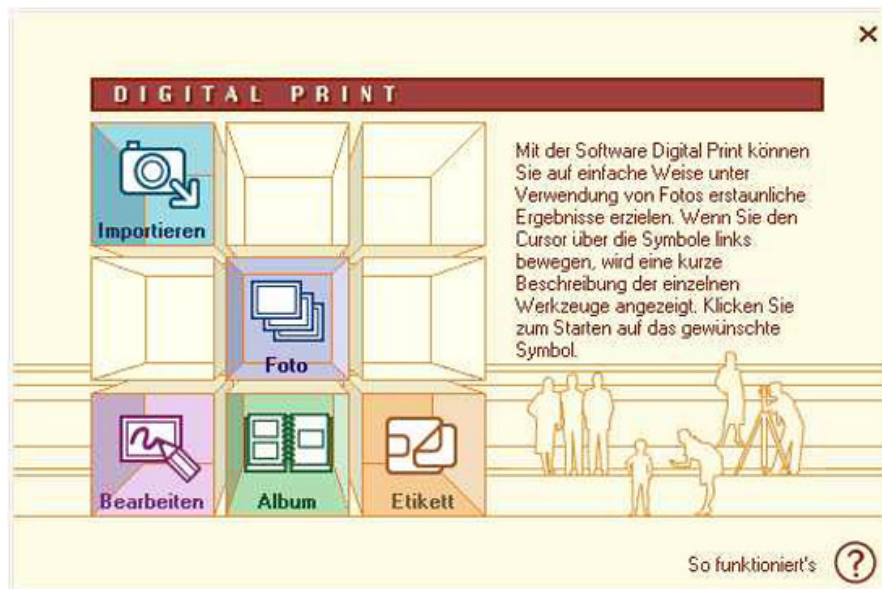 DIGITAL PRINT
Importieren
Foto
Bearbeiten
Album
Etikett
Mit der Software Digital Print können
Sie auf einfache Weise unter
Verwendung von Fotos erstaunliche
Ergebnisse erzielen. Wenn Sie den
Cursor über die Symbole links
bewegen, wird eine kurze
Beschreibung der einzelnen
Werkzeuge angezeigt. Klicken Sie
zum Starten auf das gewünschte
Symbol.
So funktioniert's
?